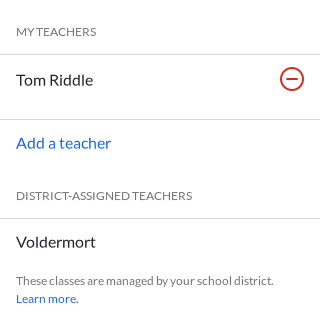 MY TEACHERS
Tom Riddle
Add a teacher
DISTRICT-ASSIGNED TEACHERS
Voldermort
These classes are managed by your school district.
Learn more.